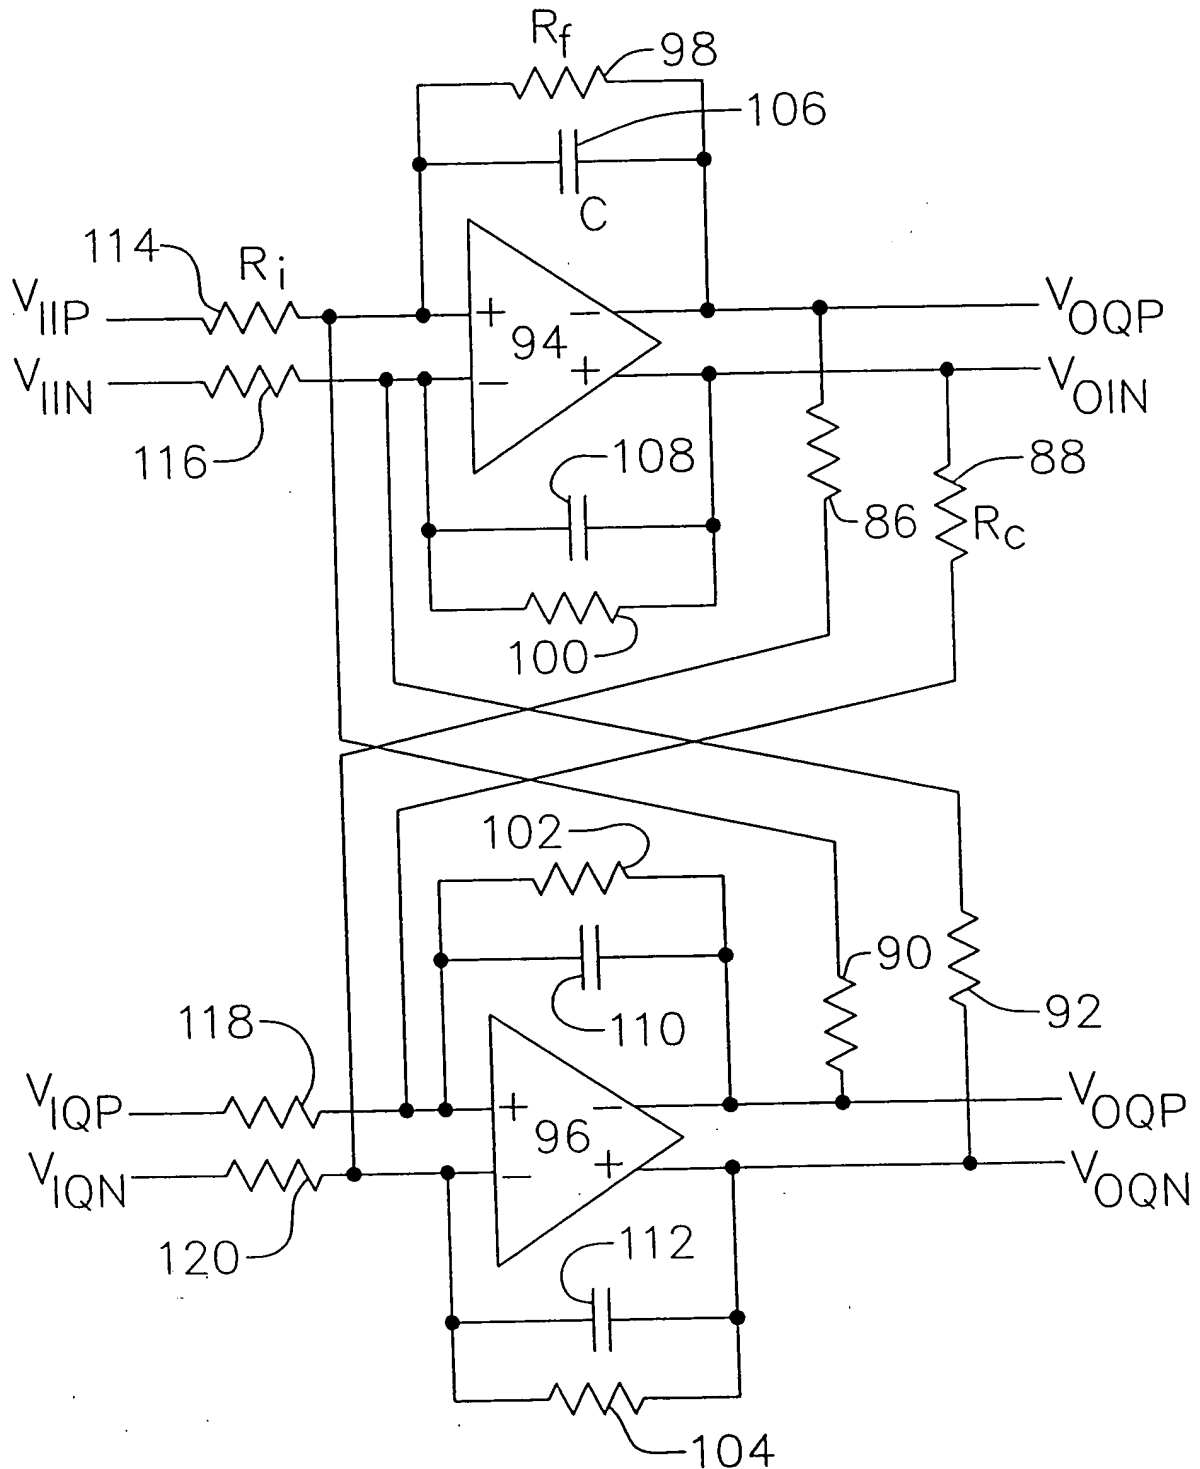 Rf
98
106
C
114
Ri
VIIP
+ −
94
VOQP
VIIN
− +
VOIN
116
108
88
86
Rc
100
102
90
92
110
118
VIQP
+ −
96
VOQP
VIQN
− +
VOQN
120
112
104